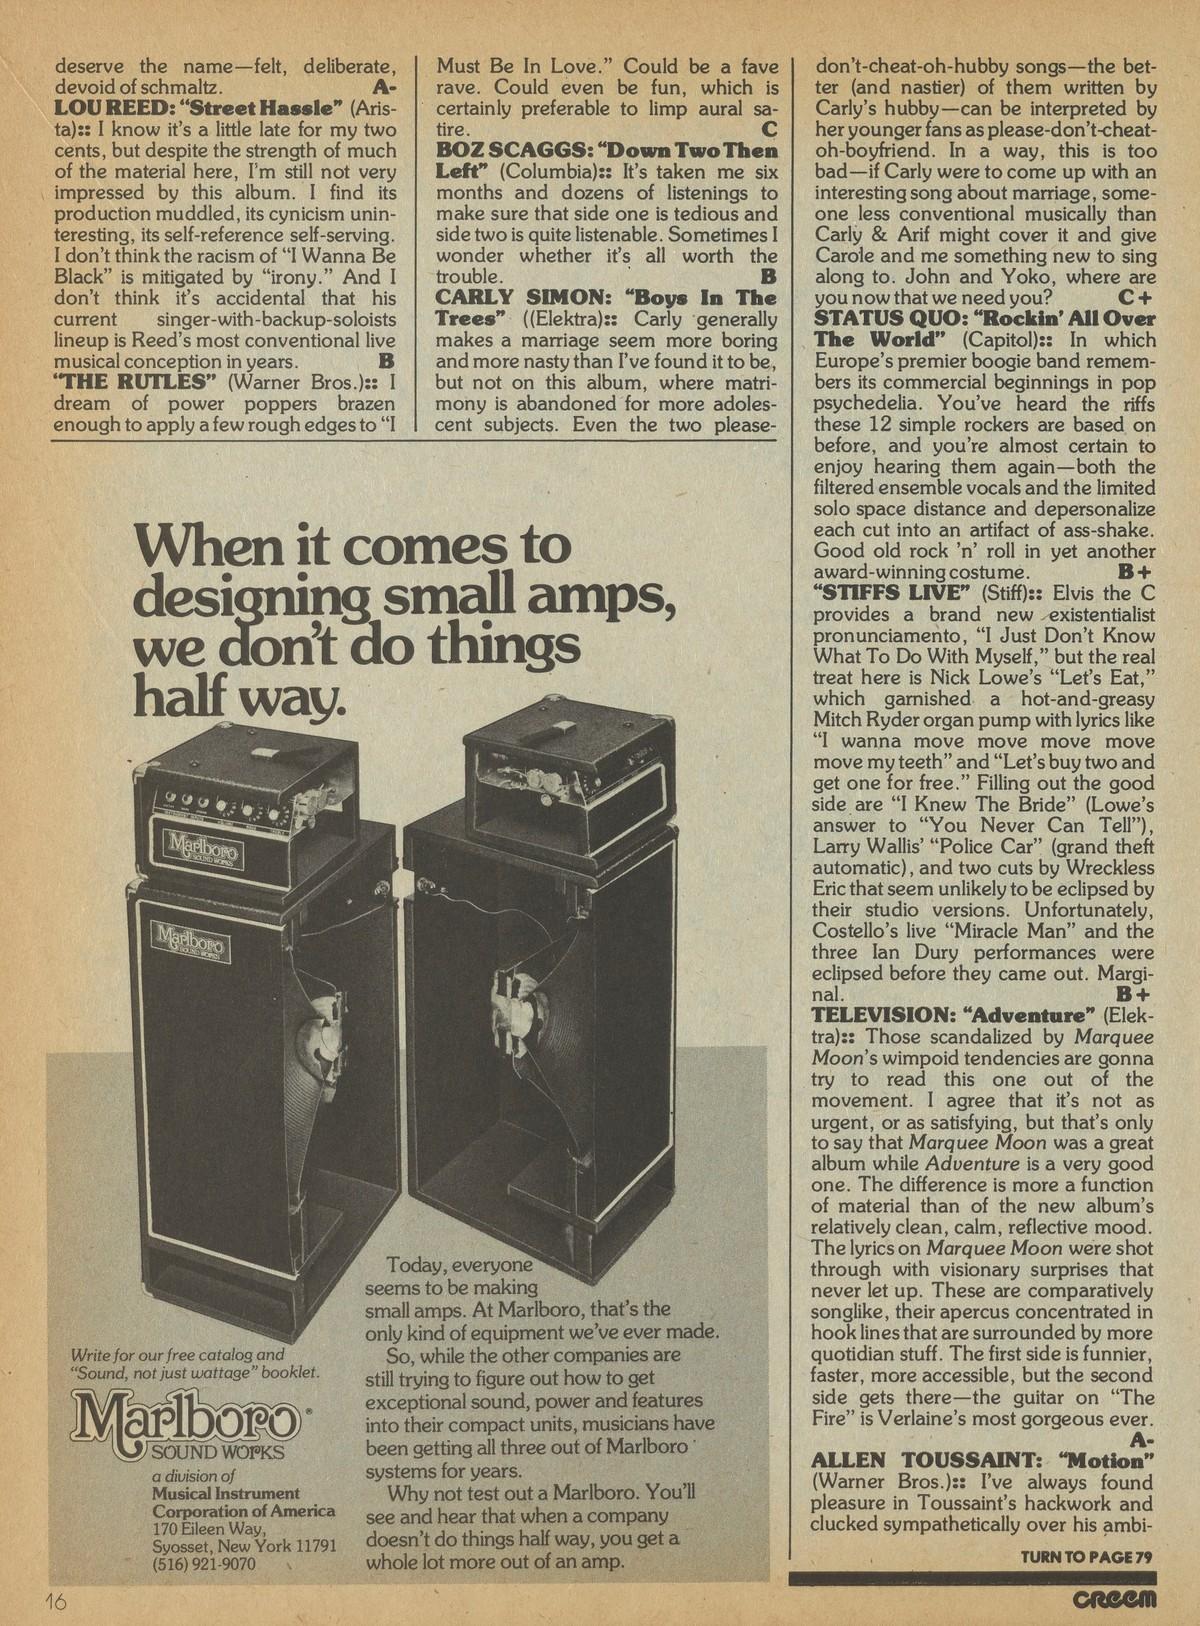 deserve the name—felt, deliberate,
devoid of schmaltz. A-
LOU REED: “Street Hassle” (Aris-
ta):: I know it’s a little late for my two
cents, but despite the strength of much
of the material here, I’m still not very
impressed by this album. I find its
production muddled, its cynicism unin-
teresting, its self-reference self-serving.
I don’t think the racism of “I Wanna Be
Black” is mitigated by “irony.” And I
don’t think it’s accidental that his
current singer-with-backup-soloists
lineup is Reed’s most conventional live
musical conception in years. B
“THE RUTLES” (Warner Bros.):: I
dream of power poppers brazen
enough to apply a few rough edges to “I
Must Be In Love.” Could be a fave
rave. Could even be fun, which is
certainly preferable to limp aural sa-
tire. C
BOZ SCAGGS: “Down Two Then
Left” (Columbia):: It’s taken me six
months and dozens of listenings to
make sure that side one is tedious and
side two is quite listenable. Sometimes I
wonder whether it’s all worth the
trouble. B
CARLY SIMON: “Boys In The
Trees” ((Elektra):: Carly generally
makes a marriage seem more boring
and more nasty than I’ve found it to be,
but not on this album, where matri-
mony is abandoned for more adoles-
cent subjects. Even the two please-
don’t-cheat-oh-hubby songs—the bet-
ter (and nastier) of them written by
Carly’s hubby—can be interpreted by
her younger fans as please-don’t-cheat-
oh-boyfriend. In a way, this is too
bad—if Carly were to come up with an
interesting song about marriage, some-
one less conventional musically than
Carly & Arif might cover it and give
Carole and me something new to sing
along to. John and Yoko, where are
you now that we need you? C+
STATUS QUO: “Rockin’ All Over
The World” (Capitol):: In which
Europe’s premier boogie band remem-
bers its commercial beginnings in pop
psychedelia. You’ve heard the riffs
these 12 simple rockers are based on
before, and you’re almost certain to
enjoy hearing them again—both the
filtered ensemble vocals and the limited
solo space distance and depersonalize
each cut into an artifact of ass-shake.
Good old rock ’n’ roll in yet another
award-winning costume. B+
“STIFFS LIVE” (Stiff):: Elvis the C
provides a brand new existentialist
pronunciamento, “I Just Don’t Know
What To Do With Myself,” but the real
treat here is Nick Lowe’s “Let’s Eat,”
which garnished a hot-and-greasy
Mitch Ryder organ pump with lyrics like
“I wanna move move move move
move my teeth” and “Let’s buy two and
get one for free.” Filling out the good
side are “I Knew The Bride” (Lowe’s
answer to “You Never Can Tell”),
Larry Wallis’ “Police Car” (grand theft
automatic), and two cuts by Wreckless
Eric that seem unlikely to be eclipsed by
their studio versions. Unfortunately,
Costello’s live “Miracle Man” and the
three Ian Dury performances were
eclipsed before they came out. Margi-
nal. B+
TELEVISION: “Adventure” (Elek-
tra):: Those scandalized by Marquee
Moon’s wimpoid tendencies are gonna
try to read this one out of the
movement. I agree that it’s not as
urgent, or as satisfying, but that’s only
to say that Marquee Moon was a great
album while Adventure is a very good
one. The difference is more a function
of material than of the new album’s
relatively clean, calm, reflective mood.
The lyrics on Marquee Moon were shot
through with visionary surprises that
never let up. These are comparatively
songlike, their apercus concentrated in
hook lines that are surrounded by more
quotidian stuff. The first side is funnier,
faster, more accessible, but the second
side gets there—the guitar on “The
Fire” is Verlaine’s most gorgeous ever.
A-
ALLEN TOUSSAINT: “Motion”
(Warner Bros.):: I’ve always found
pleasure in Toussaint’s hackwork and
clucked sympathetically over his ambi-
TURN TO PAGE 79
When it comes to
designing small amps,
we don’t do things
half way.
Marlboro
SOUND WORKS
Marlboro
SOUND WORKS
Today, everyone
seems to be making
small amps. At Marlboro, that’s the
only kind of equipment we’ve ever made.
So, while the other companies are
still trying to figure out how to get
exceptional sound, power and features
into their compact units, musicians have
been getting all three out of Marlboro
systems for years.
Why not test out a Marlboro. You’ll
see and hear that when a company
doesn’t do things half way, you get a
whole lot more out of an amp.
Write for our free catalog and
“Sound, not just wattage” booklet.
Marlboro®
SOUND WORKS
a division of
Musical Instrument
Corporation of America
170 Eileen Way,
Syosset, New York 11791
(516) 921-9070
16
CREEM